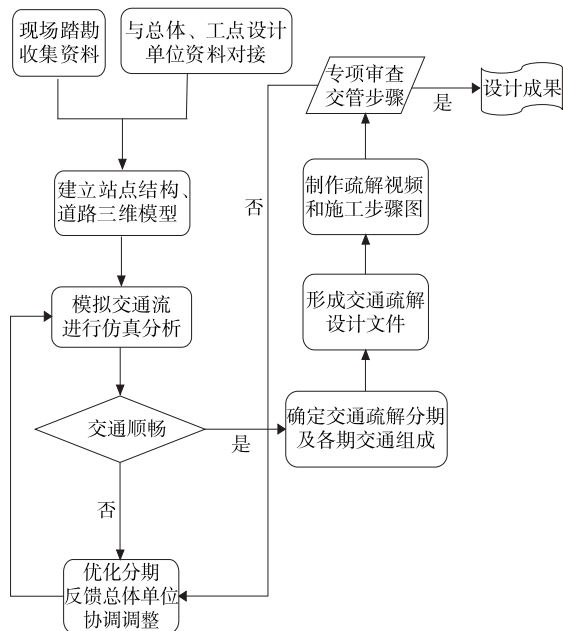 现场踏勘
收集资料
与总体、工点设计
单位资料对接
建立站点结构、
道路三维模型
模拟交通流
进行仿真分析
交通顺畅
是
否
优化分期
反馈总体单位
协调调整
确定交通疏解分期
及各期交通组成
形成交通疏解
设计文件
制作疏解视频
和施工步骤图
专项审查
交管步骤
否
是
设计成果